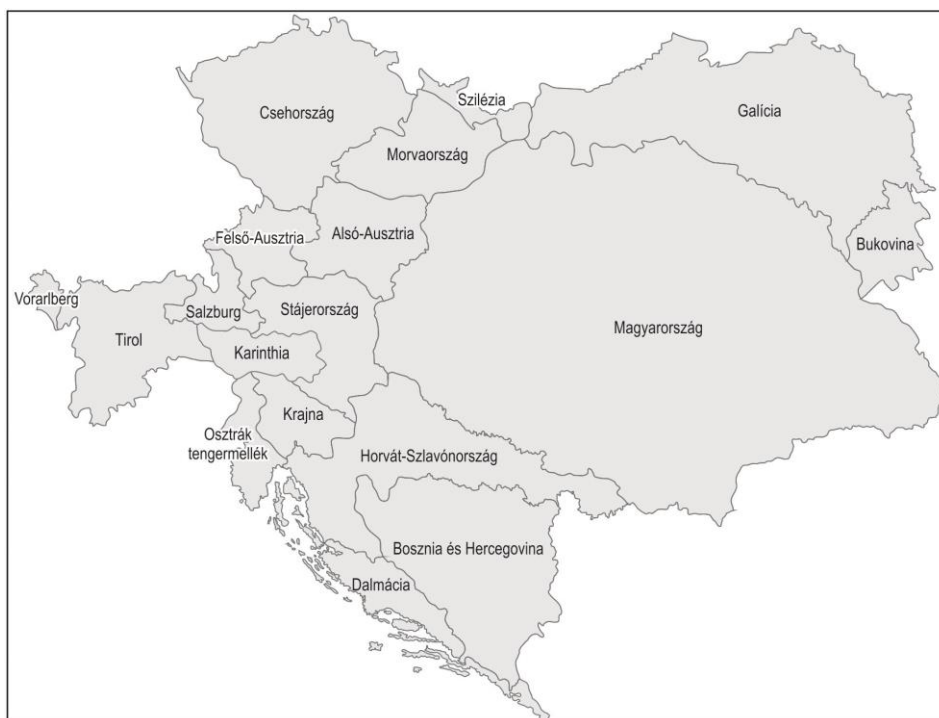 Szilézia
Csehország
Galícia
Morvaország
Felső-Ausztria
Alsó-Ausztria
Bukovina
Vorarlberg
Salzburg
Stájerország
Magyarország
Tirol
Karinthia
Krajna
Osztrák
tengermellék
Horvát-Szlavónország
Bosznia és Hercegovina
Dalmácia